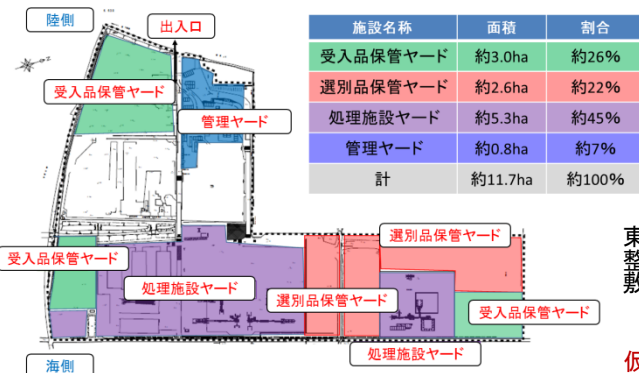 陸側
出入口
受入品保管ヤード
管理ヤード
施設名称 面積 割合
受入品保管ヤード 約3.0ha 約26%
選別品保管ヤード 約2.6ha 約22%
処理施設ヤード 約5.3ha 約45%
管理ヤード 約0.8ha 約7%
計 約11.7ha 約100%
受入品保管ヤード
処理施設ヤード
選別品保管ヤード
選別品保管ヤード
受入品保管ヤード
処理施設ヤード
海側
東
整
敷
仮